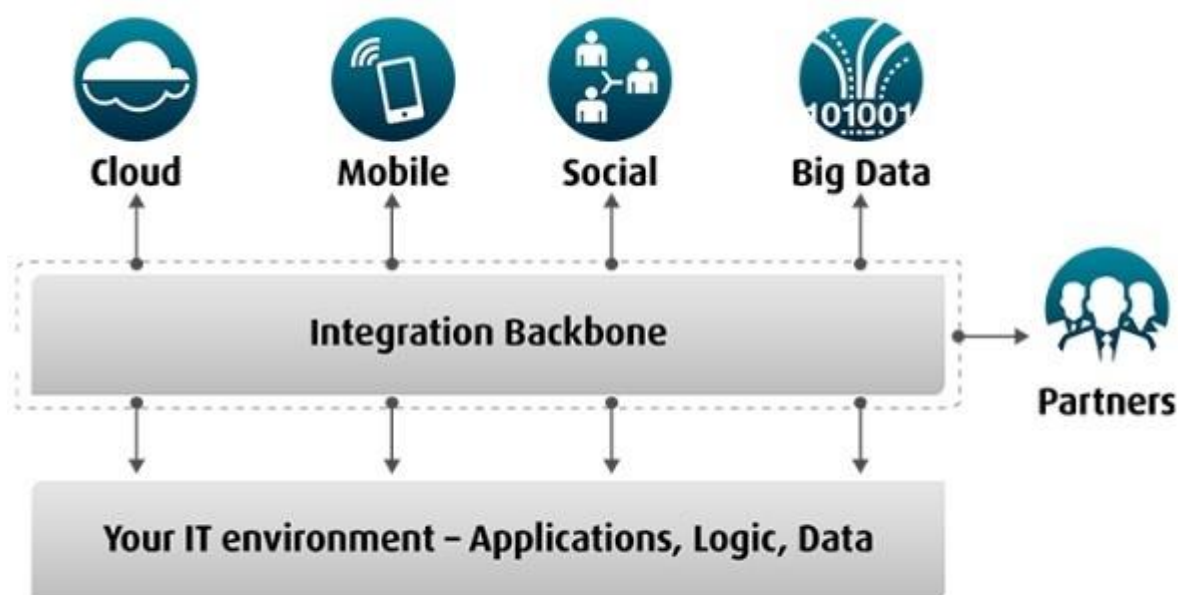 Cloud
Mobile
Social
101001
Big Data
Integration Backbone
Partners
Your IT environment – Applications, Logic, Data